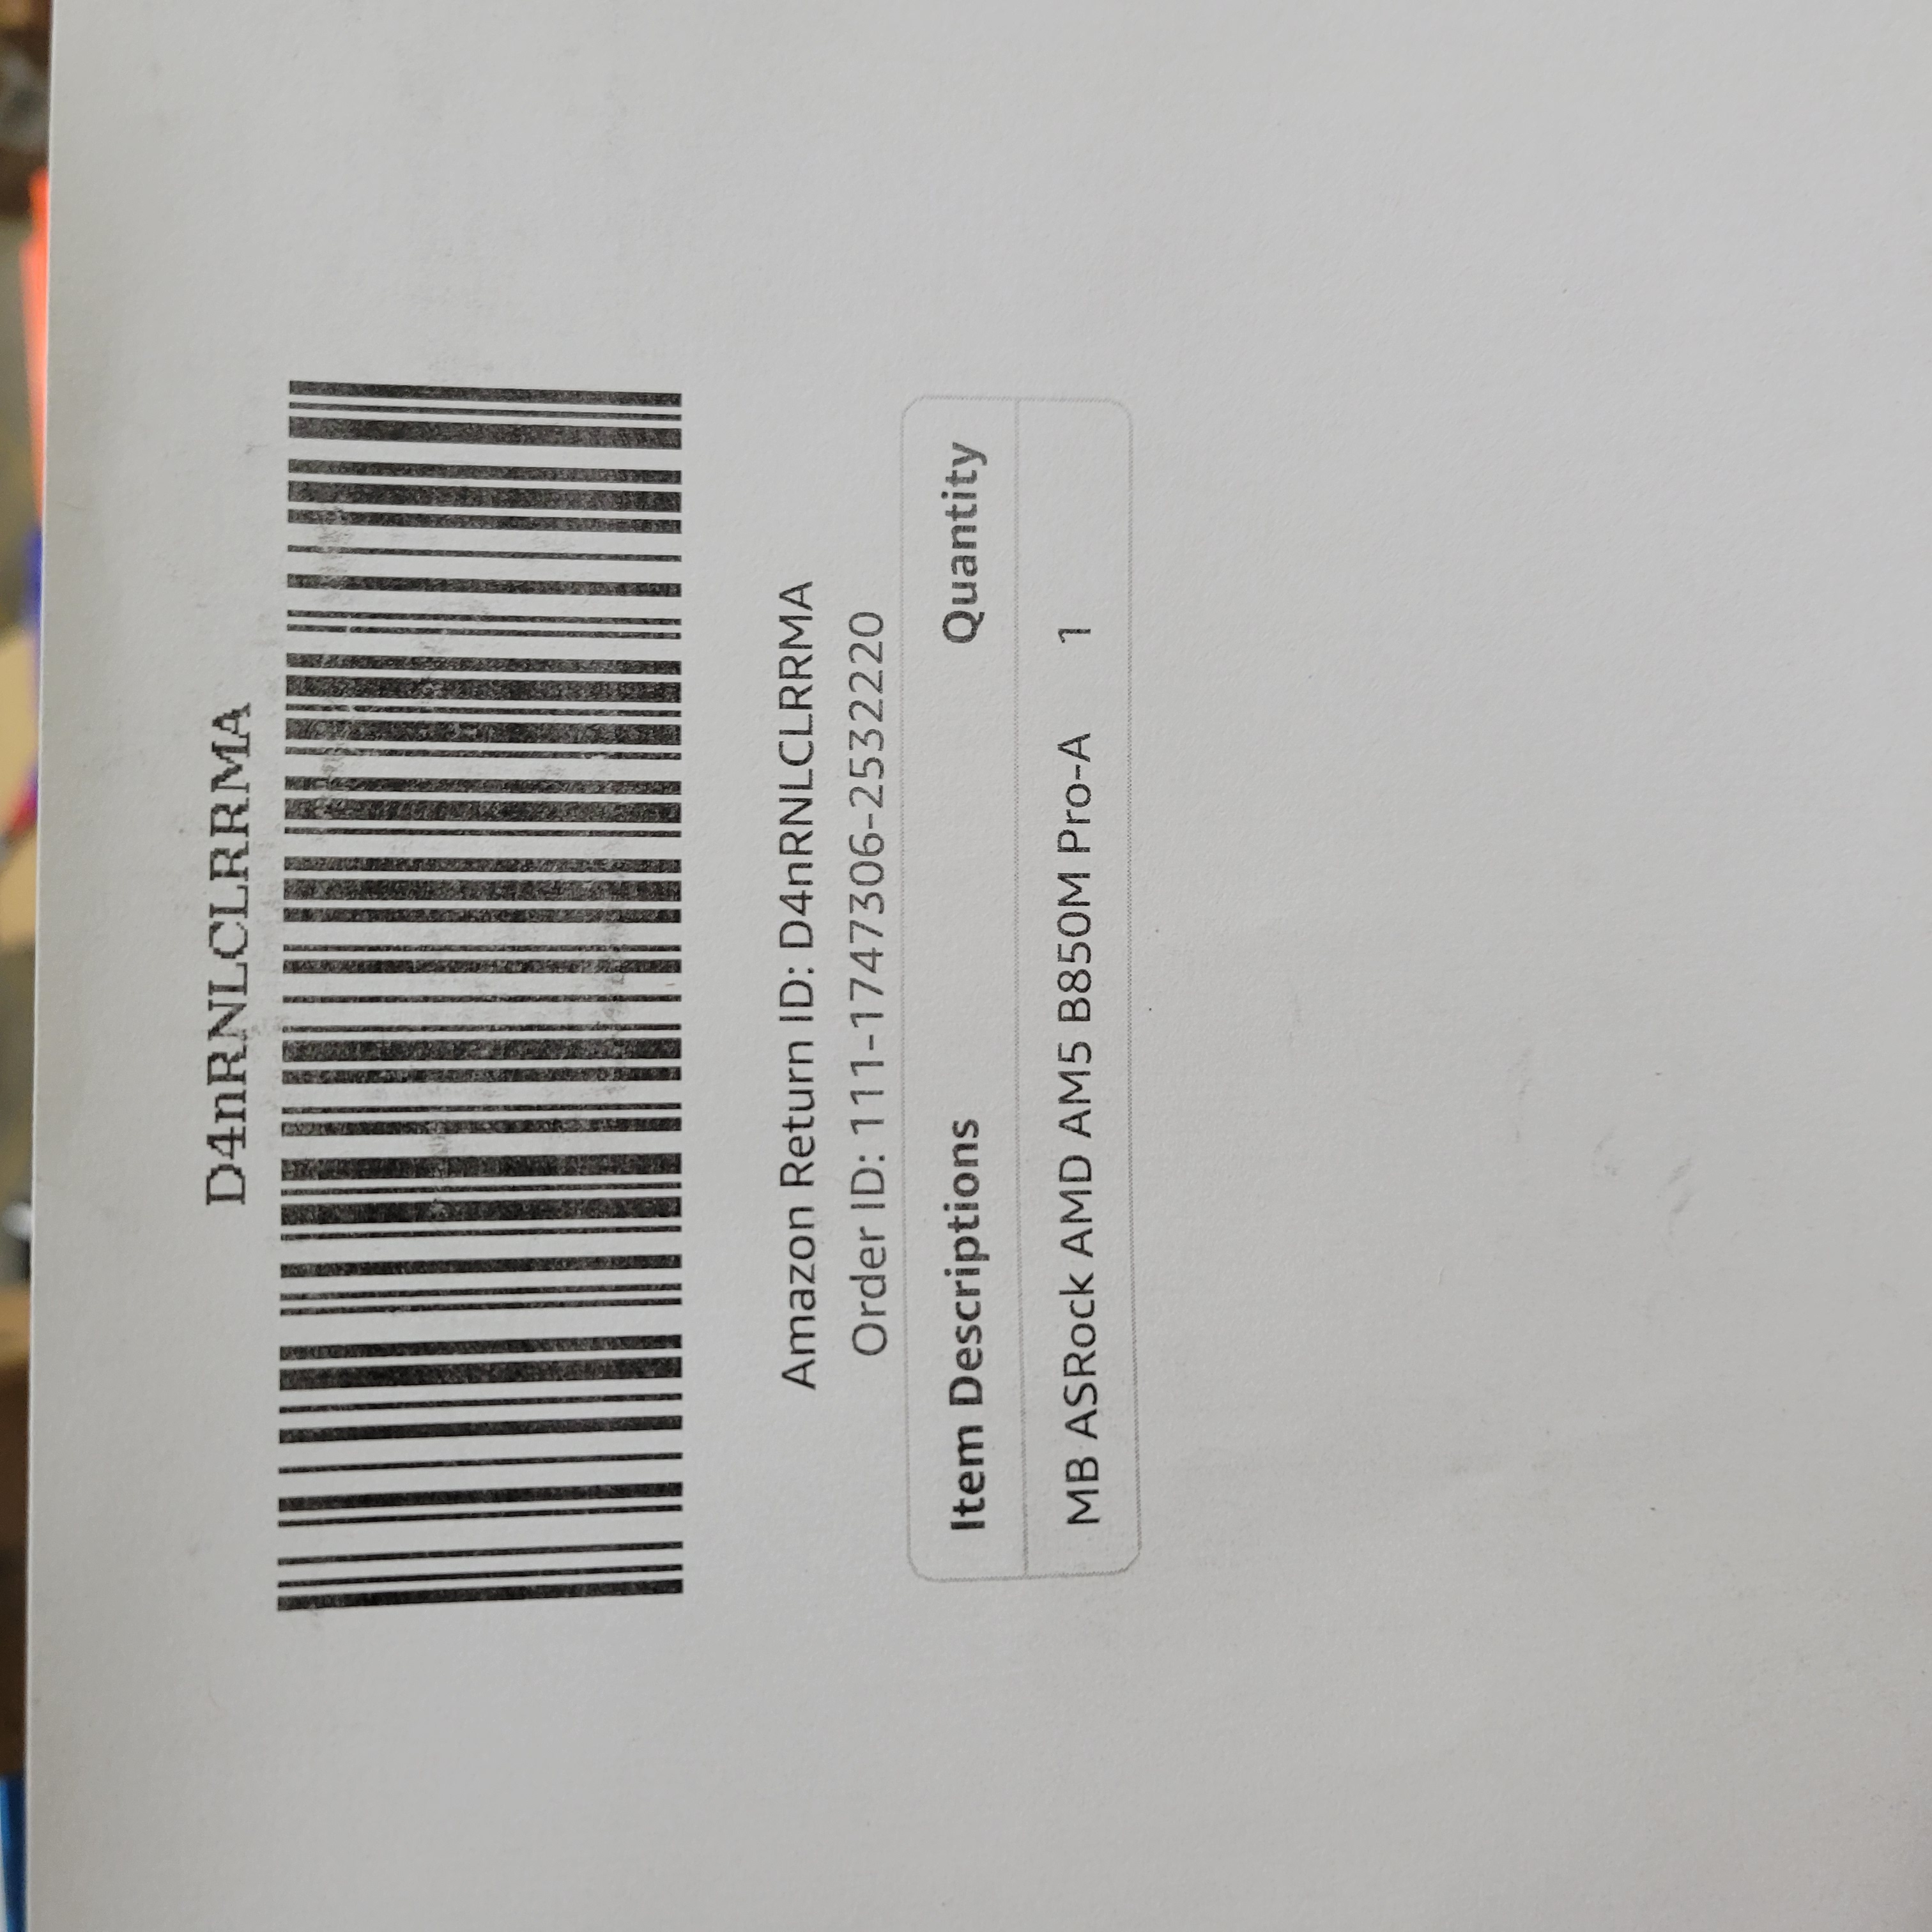 D4nRNLCLRRMA
Amazon Return ID: D4nRNLCLRRMA
Order ID: 111-1747306-2532220
Item Descriptions Quantity
MB ASRock AMD AM5 B850M Pro-A 1